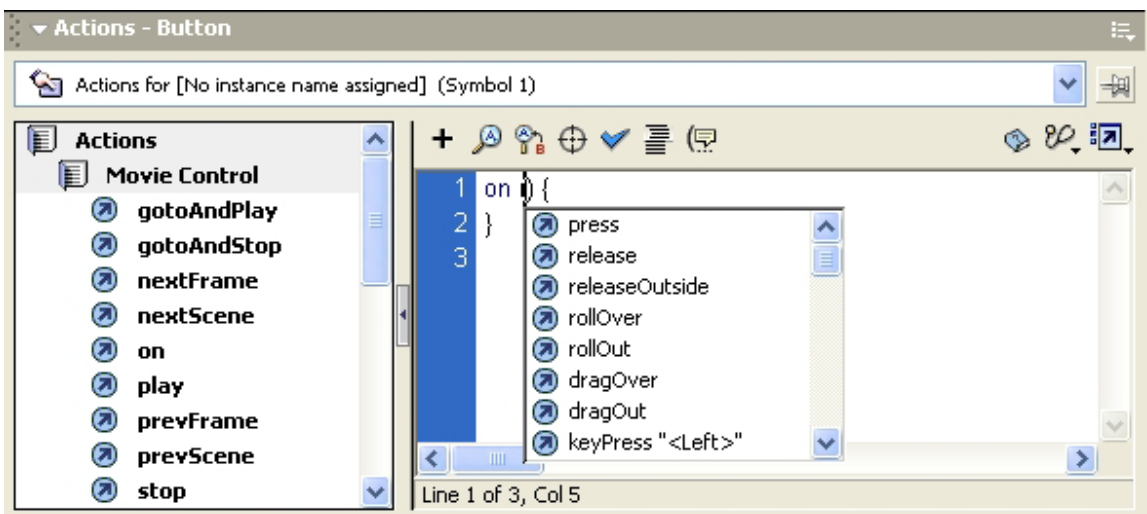 Actions - Button
Actions for [No instance name assigned] (Symbol 1)
Actions
Movie Control
gotoAndPlay
gotoAndStop
nextFrame
nextScene
on
play
prevFrame
prevScene
stop
1 on () {
2 }
3
press
release
releaseOutside
rollOver
rollOut
dragOver
dragOut
keyPress "<Left>"
Line 1 of 3, Col 5